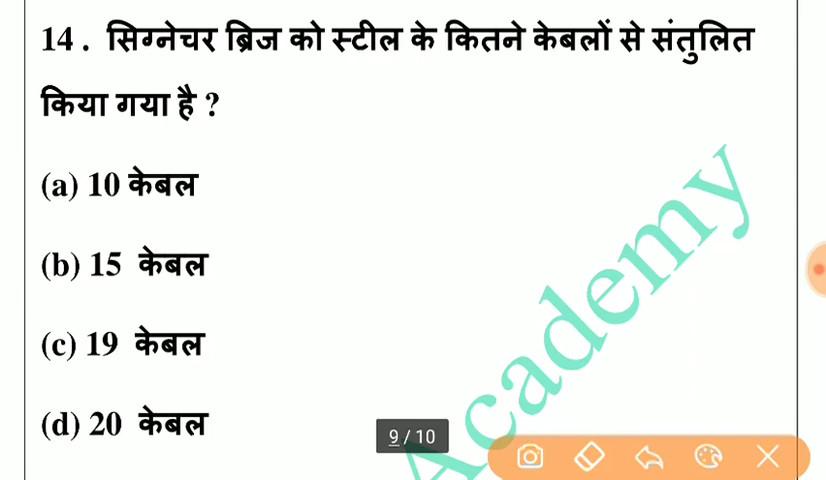 14 . सिग्नेचर ब्रिज को स्टील के कितने केबलों से संतुलित
किया गया है ?
(a) 10 केबल
(b) 15 केबल
(c) 19 केबल
(d) 20 केबल
Academy
9 / 10